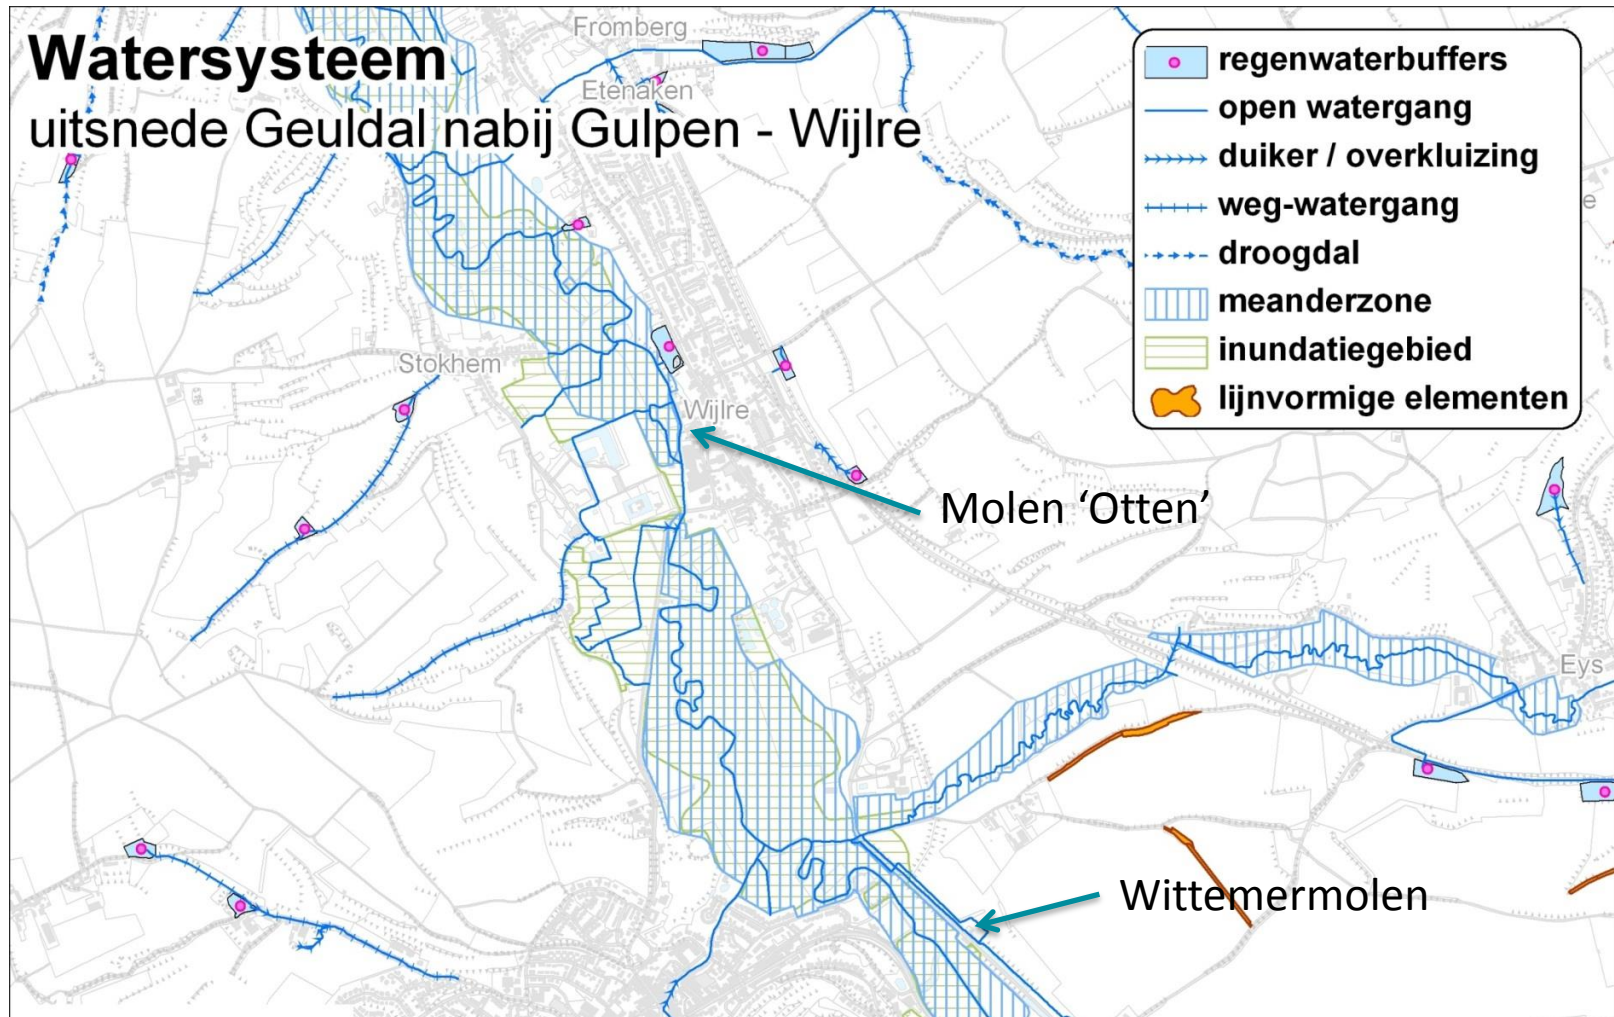 Watersysteem
uitsnede Geuldal nabij Gulpen - Wijlre
Fromberg
Etenaken
regenwaterbuffers
open watergang
duiker / overkluizing
weg-watergang
droogdal
meanderzone
inundatiegebied
lijnvormige elementen
e
Stokhem
Wijlre
Molen ‘Otten’
Eys
Wittemermolen